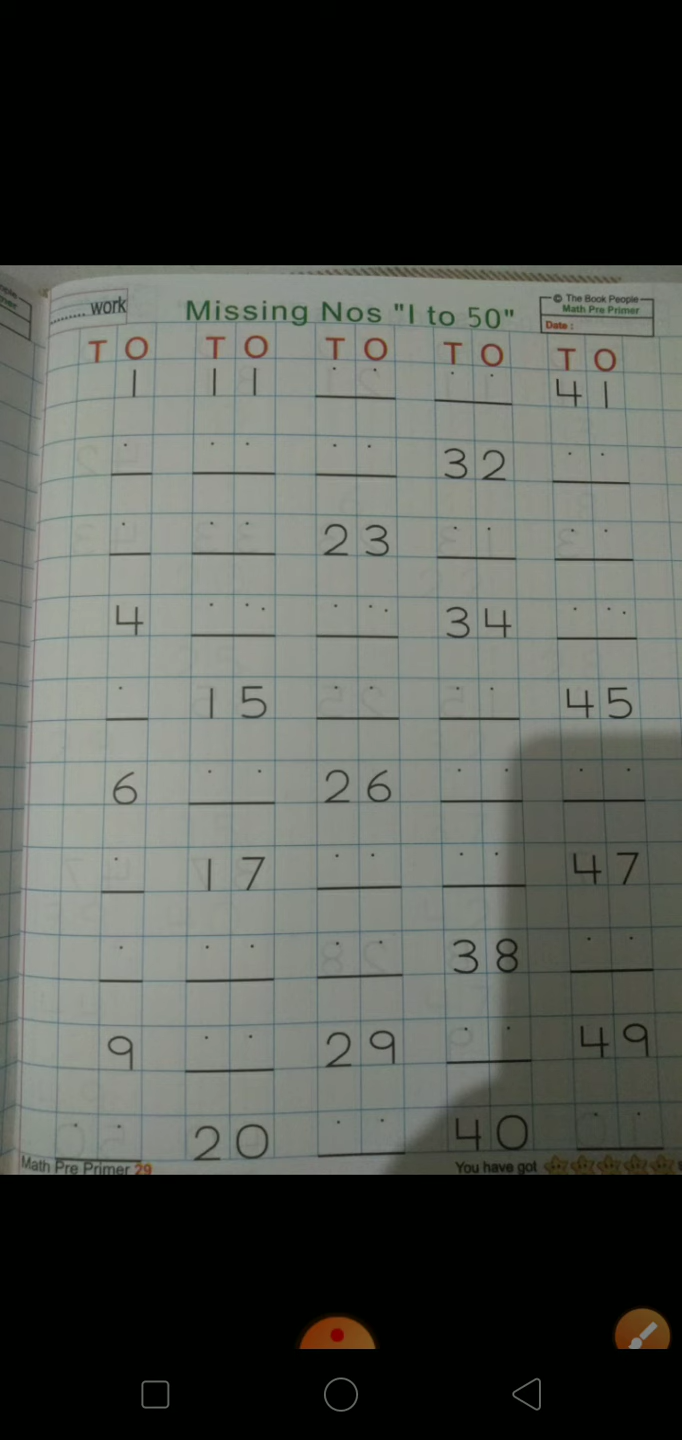 ........ work
Missing Nos "1 to 50"
© The Book People
Math Pre Primer
Date :
T O T O T O T O T O
1 11 41
32
23
4 34
15 45
6 26
17 47
38
9 29 49
20 40
Math Pre Primer 29
You have got